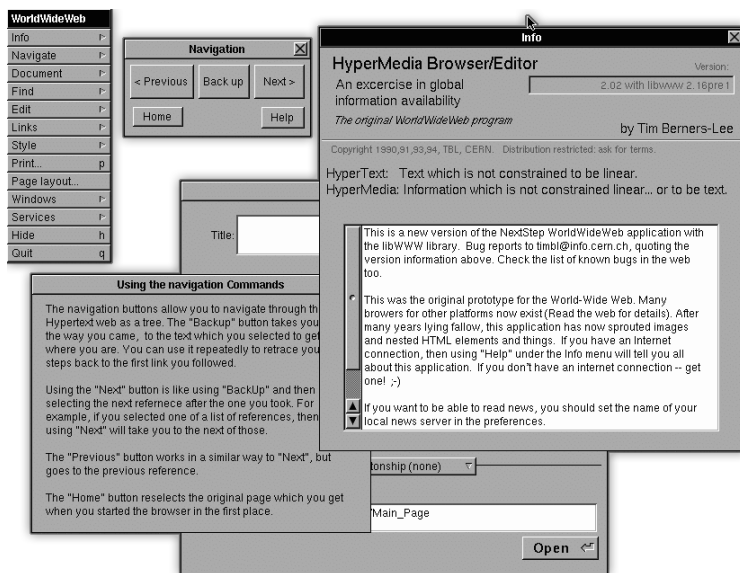 WorldWideWeb
Info
Navigate
Document
Find
Edit
Links
Style
Print... p
Page layout...
Windows
Services
Hide h
Quit q
Navigation
< Previous
Back up
Next >
Home
Help
Info
HyperMedia Browser/Editor
Version:
An excercise in global
information availability
2.02 with libwww 2.16pre1
The original WorldWideWeb program
by Tim Berners-Lee
Copyright 1990,91,93,94, TBL, CERN. Distribution restricted: ask for terms.
HyperText: Text which is not constrained to be linear.
HyperMedia: Information which is not constrained linear... or to be text.
This is a new version of the NextStep WorldWideWeb application with
the libWWW library. Bug reports to timbl@info.cern.ch, quoting the
version information above. Check the list of known bugs in the web
too.
This was the original prototype for the World-Wide Web. Many
browsers for other platforms now exist (Read the web for details). After
many years lying fallow, this application has now sprouted images
and nested HTML elements and things. If you have an Internet
connection, then using "Help" under the Info menu will tell you all
about this application. If you don't have an internet connection -- get
one! ;-)
If you want to be able to read news, you should set the name of your
local news server in the preferences.
Title:
Using the navigation Commands
The navigation buttons allow you to navigate through th
Hypertext web as a tree. The "Backup" button takes you
the way you came, to the text which you selected to get
where you are. You can use it repeatedly to retrace you
steps back to the first link you followed.
Using the "Next" button is like using "BackUp" and then
selecting the next refernece after the one you took. For
example, if you selected one of a list of references, then
using "Next" will take you to the next of those.
The "Previous" button works in a similar way to "Next", but
goes to the previous reference.
The "Home" button reselects the original page which you get
when you started the browser in the first place.
tonship (none)
/Main_Page
Open